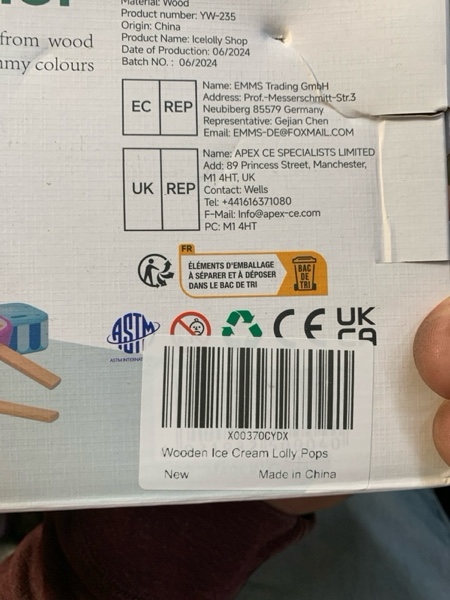 Material: Wood
Product number: YW-235
Origin: China
Product Name: Icelolly Shop
Date of Production: 06/2024
Batch NO. : 06/2024
from wood
colours
EC REP
Name: EMMS Trading GmbH
Address: Prof.-Messerschmitt-Str.3
Neubiberg 85579 Germany
Representative: Gejian Chen
Email: EMMS-DE@FOXMAIL.COM
UK REP
Name: APEX CE SPECIALISTS LIMITED
Add: 89 Princess Street, Manchester,
M1 4HT, UK
Contact: Wells
Tel: +441616371080
F-Mail: Info@apex-ce.com
PC: M1 4HT
FR
ÉLÉMENTS D'EMBALLAGE
À SÉPARER ET À DÉPOSER
DANS LE BAC DE TRI
BAC
DE
TRI
ASTM
ASTM INTERNAT
0-3
CE
UK
CA
X00370CYDX
Wooden Ice Cream Lolly Pops
New Made in China